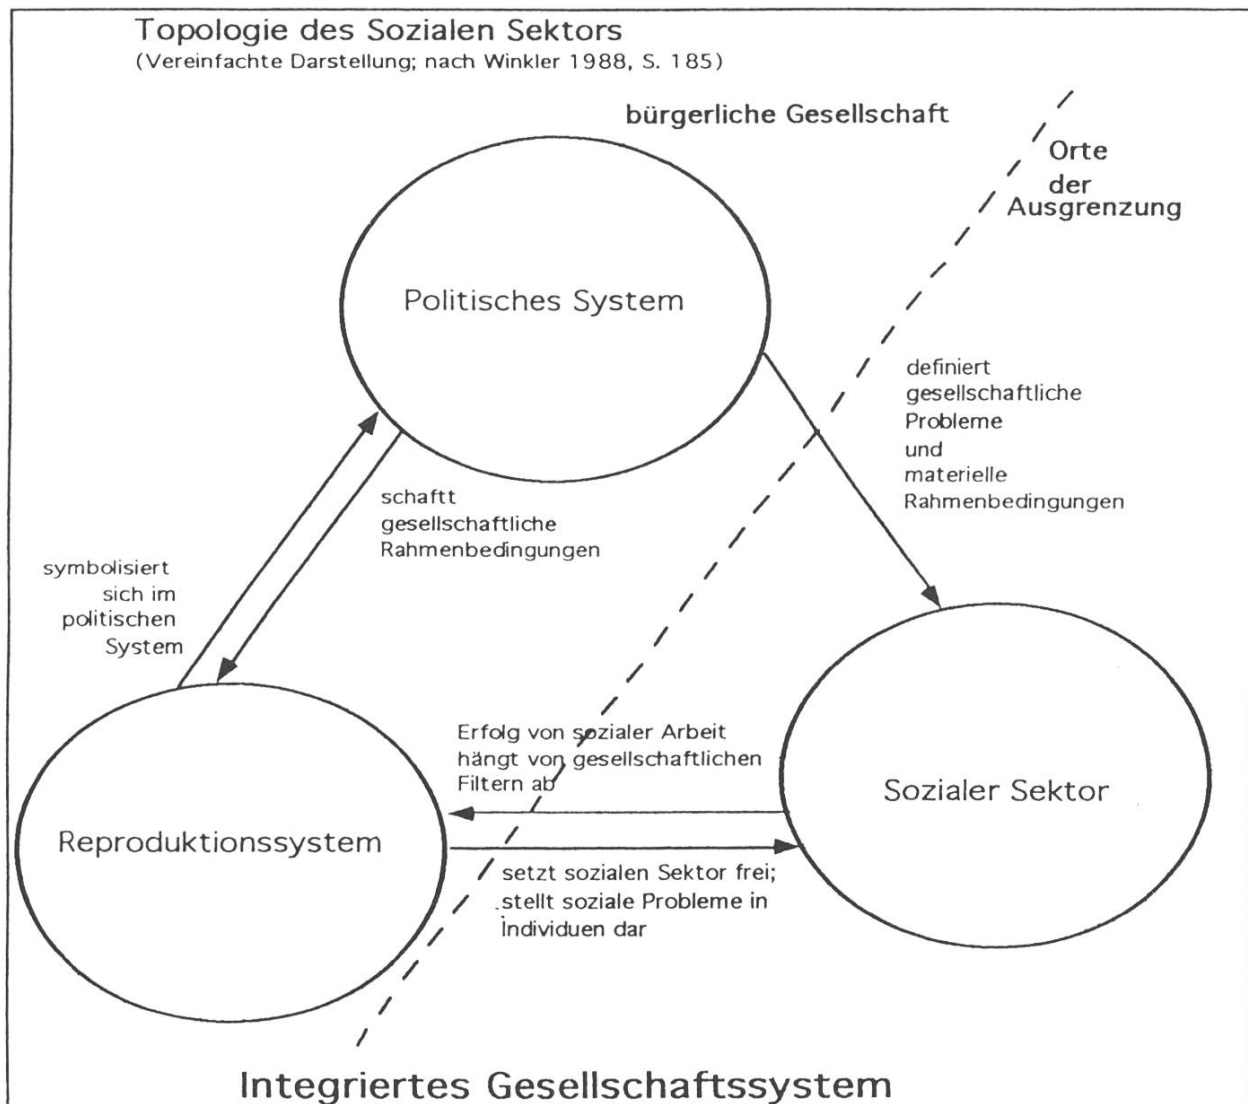 Topologie des Sozialen Sektors
(Vereinfachte Darstellung; nach Winkler 1988, S. 185)
bürgerliche Gesellschaft
Orte
der
Ausgrenzung
Politisches System
definiert
gesellschaftliche
Probleme
und
materielle
Rahmenbedingungen
schaftt
gesellschaftliche
Rahmenbedingungen
symbolisiert
sich im
politischen
System
Erfolg von sozialer Arbeit
hängt von gesellschaftlichen
Filtern ab
Sozialer Sektor
Reproduktionssystem
setzt sozialen Sektor frei;
stellt soziale Probleme in
Individuen dar
Integriertes Gesellschaftssystem